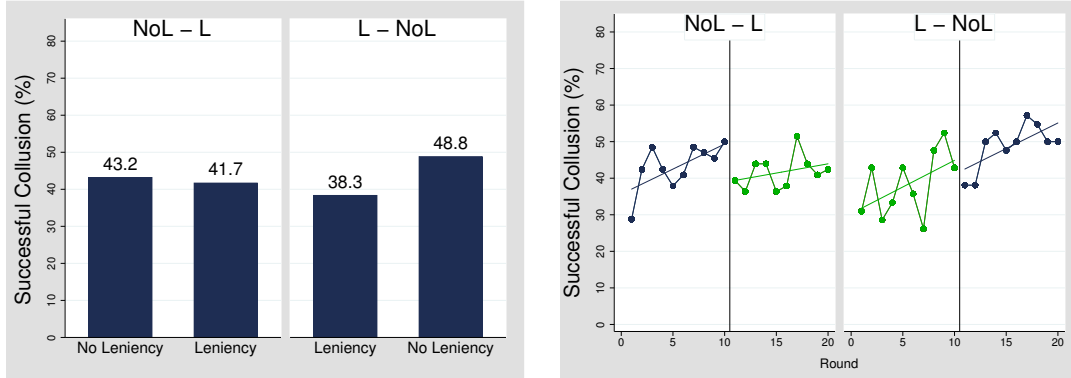 NoL – L
L – NoL
Successful Collusion (%)
80
70
60
50
40
30
20
10
0
43.2
41.7
38.3
48.8
No Leniency
Leniency
Leniency
No Leniency
NoL – L
L – NoL
Successful Collusion (%)
80
70
60
50
40
30
20
10
0
0 5 10 15 20
0 5 10 15 20
Round